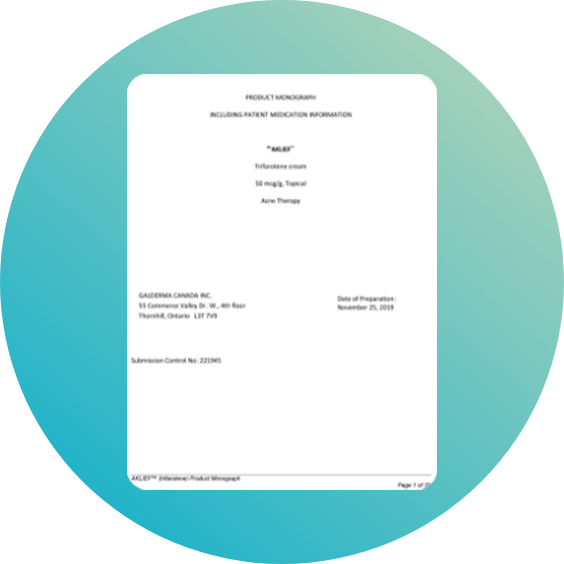 PRODUCT MONOGRAPH
INCLUDING PATIENT MEDICATION INFORMATION
"AKLIEF"
Trifarotene cream
50 mcg/g, Topical
Acne Therapy
GALDERMA CANADA INC.
55 Commerce Valley Dr. W., 4th floor
Thornhill, Ontario L3T 7V9
Date of Preparation:
November 25, 2019
Submission Control No: 221945
AKLIEF™ (trifarotene) Product Monograph
Page 1 of